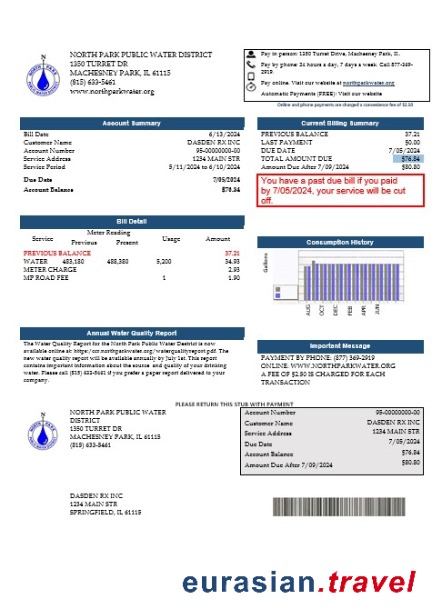 NORTH PARK PUBLIC WATER DISTRICT
1350 TURRET DR
MACHESNEY PARK, IL 61115
(815) 633-5461
www.northparkwater.org
Pay in person: 1350 Turret Drive, Machesney Park, IL
Pay by phone: 24 hours a day, 7 days a week. Call 877-369-
2919.
Pay online. Visit our website at northparkwater.org
Automatic Payments (FREE): Visit our website
Online and phone payments are charged a convenience fee of $2.50
Account Summary
Bill Date 6/13/2024
Customer Name DASDEN RX INC
Account Number 95-00000000-00
Service Address 1234 MAIN STR
Service Period 5/11/2024 to 6/10/2024
Due Date 7/05/2024
Account Balance $76.84
Current Billing Summary
PREVIOUS BALANCE 37.21
LAST PAYMENT $0.00
DUE DATE 7/05/2024
TOTAL AMOUNT DUE $76.84
Amount Due After 7/09/2024 $80.80
You have a past due bill if you paid
by 7/05/2024, your service will be cut
off.
Bill Detail
Meter Reading
Service Previous Present Usage Amount
PREVIOUS BALANCE 37.21
WATER 483,180 488,380 5,200 34.93
METER CHARGE 2.93
MP ROAD FEE 1 1.90
Consumption History
Gallons
AUG OCT DEC FEB APR JUN
Annual Water Quality Report
The Water Quality Report for the North Park Public Water District is now
available online at: https://ccr.northparkwater.org/waterqualityreport.pdf. The
new water quality report will be available annually by July 1st. This report
contains important information about the source and quality of your drinking
water. Please call (815) 633-5461 if you prefer a paper report delivered to your
company.
Important Message
PAYMENT BY PHONE: (877) 369-2919
ONLINE: WWW.NORTHPARKWATER.ORG
A FEE OF $2.50 IS CHARGED FOR EACH
TRANSACTION
PLEASE RETURN THIS STUB WITH PAYMENT
NORTH PARK PUBLIC WATER
DISTRICT
1350 TURRET DR
MACHESNEY PARK, IL 61115
(815) 633-5461
Account Number 95-00000000-00
Customer Name DASDEN RX INC
Service Address 1234 MAIN STR
Due Date 7/05/2024
Account Balance $76.84
Amount Due After 7/09/2024 $80.80
DASDEN RX INC
1234 MAIN STR
SPRINGFIELD, IL 61115
eurasian.travel